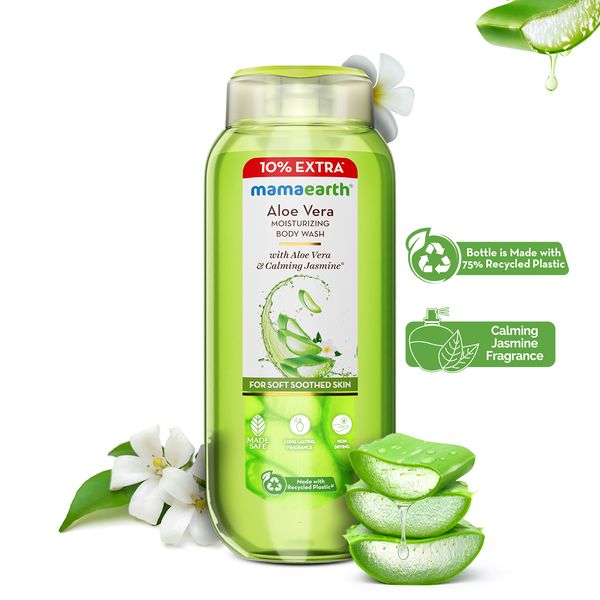 10% EXTRA*
mamaearth®
Aloe Vera
MOISTURIZING
BODY WASH
with Aloe Vera
& Calming Jasmine*
FOR SOFT SOOTHED SKIN
MADE
SAFE
LONG LASTING
FRAGRANCE
NON
DRYING
Made with
Recycled Plastic#
Bottle is Made with
75% Recycled Plastic
Calming
Jasmine
Fragrance